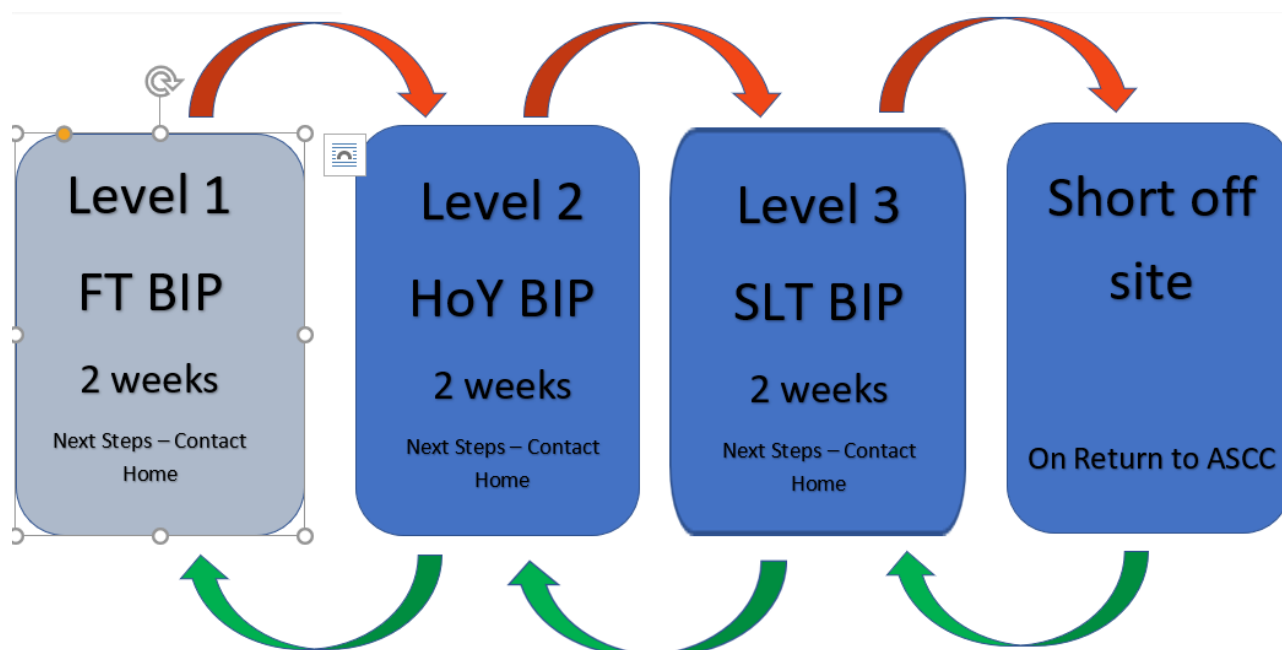 Level 1
FT BIP
2 weeks
Next Steps – Contact
Home
Level 2
HoY BIP
2 weeks
Next Steps – Contact
Home
Level 3
SLT BIP
2 weeks
Next Steps – Contact
Home
Short off
site
On Return to ASCC